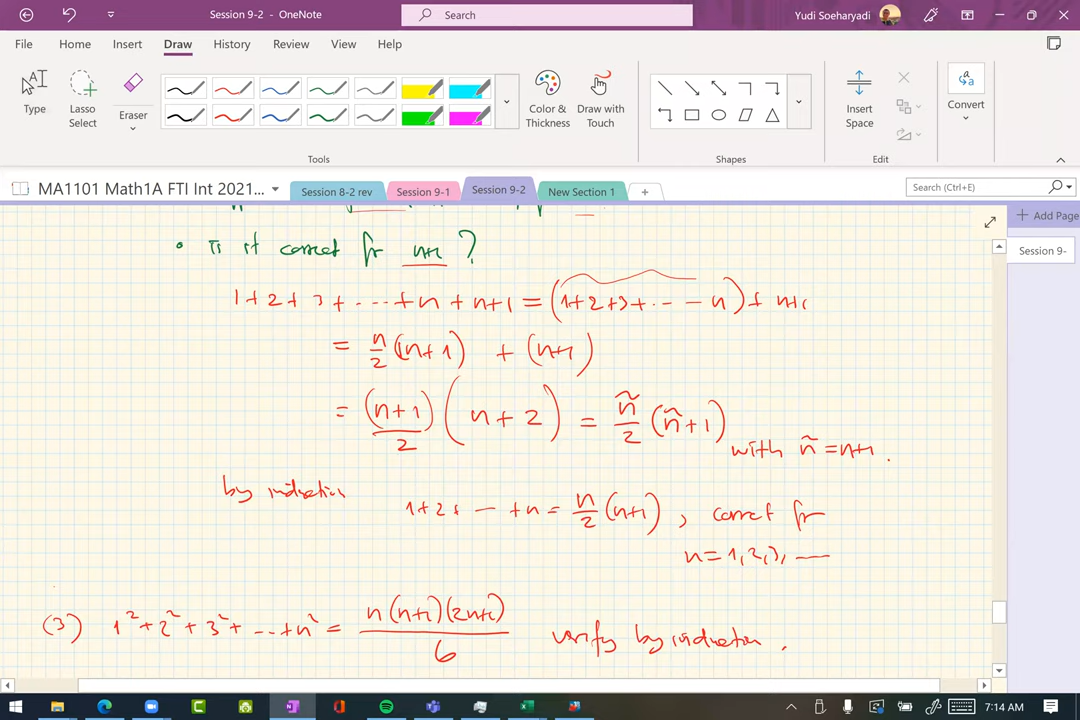 Session 9-2 - OneNote
Search
Yudi Soeharyadi
File Home Insert Draw History Review View Help
Type
Lasso Select
Eraser
Color & Thickness
Draw with Touch
Insert Space
Convert
Tools
Shapes
Edit
MA1101 Math1A FTI Int 2021...
Session 8-2 rev
Session 9-1
Session 9-2
New Section 1
Search (Ctrl+E)
Add Page
Session 9-
• Is it correct for n+1 ?
1+2+3+...+n+n+1 = (1+2+3+... - n) + n+1
= n/2 (n+1) + (n+1)
= (n+1)/2 (n+2) = ñ/2 (ñ+1)
with ñ = n+1 .
by induction
1+2+ ... +n = n/2 (n+1) , correct for
n = 1,2,3, ...
(3) 1² + 2² + 3² + ... + n² = n(n+1)(2n+1)/6 verify by induction .
7:14 AM